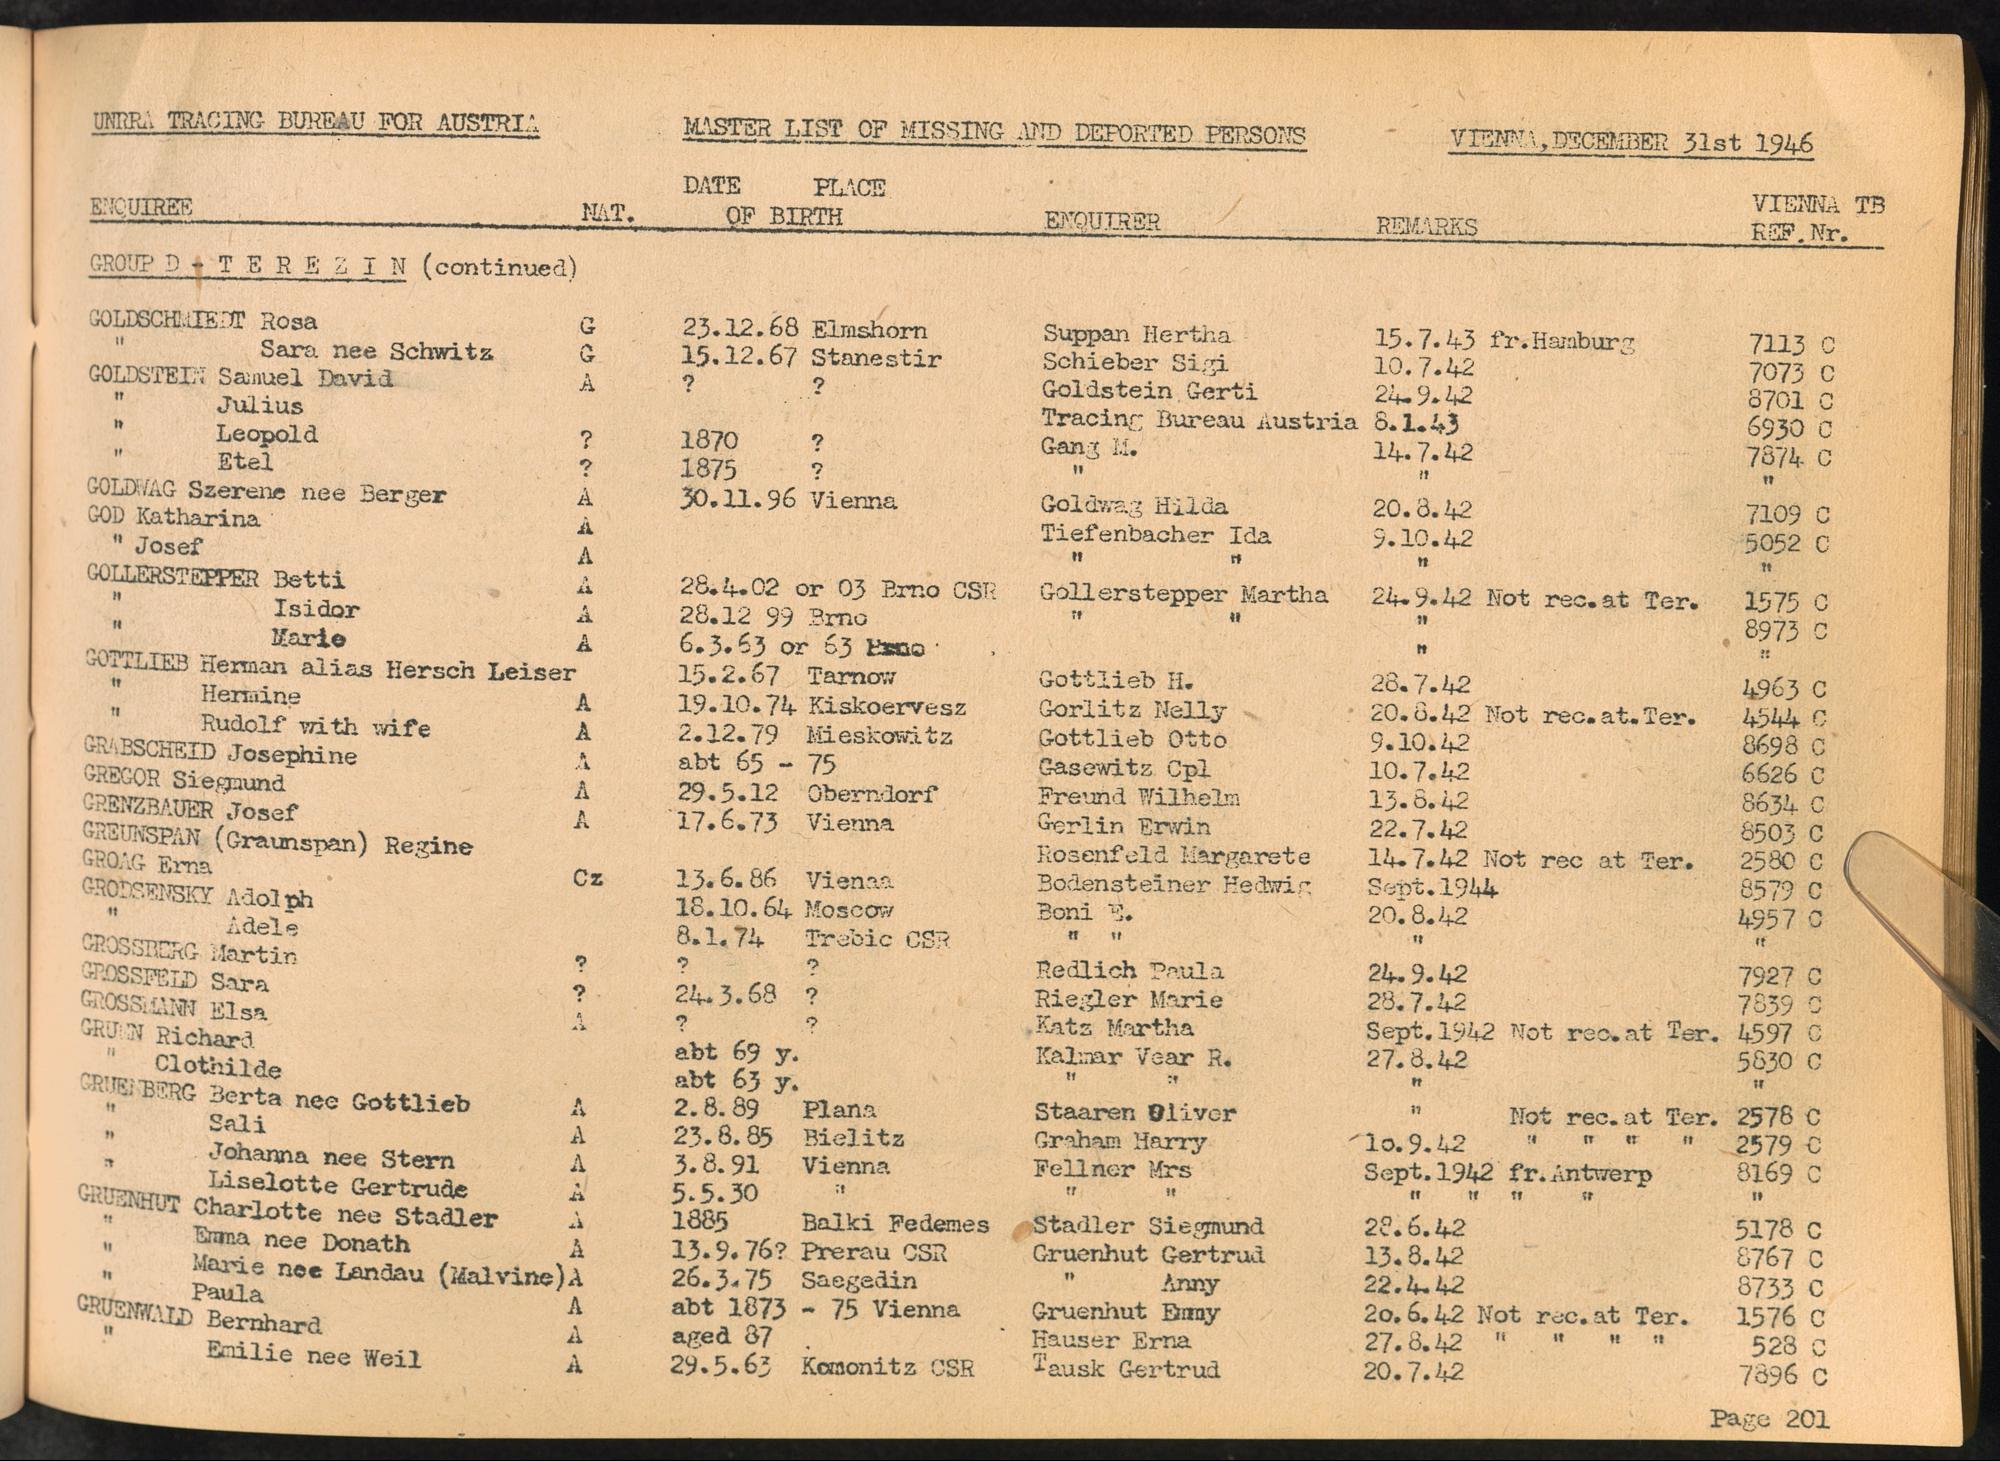 UNRRA TRACING BUREAU FOR AUSTRIA MASTER LIST OF MISSING AND DEPORTED PERSONS VIENNA, DECEMBER 31st 1946
DATE PLACE
ENQUIREE NAT. OF BIRTH ENQUIRER REMARKS VIENNA TB REF.Nr.
GROUP D - T E R E Z I N (continued)
GOLDSCHMIEDT Rosa G 23.12.68 Elmshorn Suppan Hertha 15.7.43 fr.Hamburg 7113 C
" Sara nee Schwitz G 15.12.67 Stanestir Schieber Sigi 10.7.42 7073 C
GOLDSTEIN Samuel David A ? ? Goldstein Gerti 24.9.42 8701 C
" Julius Tracing Bureau Austria 8.1.43 6930 C
" Leopold ? 1870 ? Gang M. 14.7.42 7874 C
" Etel ? 1875 ? " " "
GOLDWAG Szerene nee Berger A 30.11.96 Vienna Goldwag Hilda 20.8.42 7109 C
GOD Katharina A Tiefenbacher Ida 9.10.42 5052 C
" Josef A " " " "
GOLLERSTEPPER Betti A 28.4.02 or 03 Brno CSR Gollerstepper Martha 24.9.42 Not rec.at Ter. 1575 C
" Isidor A 28.12 99 Brno " " " 8973 C
" Marie A 6.3.63 or 63 Brno " "
GOTTLIEB Herman alias Hersch Leiser 15.2.67 Tarnow Gottlieb H. 28.7.42 4963 C
" Hermine A 19.10.74 Kiskoervesz Gorlitz Nelly 20.8.42 Not rec.at.Ter. 4544 C
" Rudolf with wife A 2.12.79 Mieskowitz Gottlieb Otto 9.10.42 8698 C
GRABSCHEID Josephine A abt 65 - 75 Gasewitz Cpl 10.7.42 6626 C
GREGOR Siegmund A 29.5.12 Oberndorf Freund Wilhelm 13.8.42 8634 C
GRENZBAUER Josef A 17.6.73 Vienna Gerlin Erwin 22.7.42 8503 C
GREUNSPAN (Graunspan) Regine Rosenfeld Margarete 14.7.42 Not rec at Ter. 2580 C
GROAG Erna Cz 13.6.86 Vienaa Bodensteiner Hedwig Sept.1944 8579 C
GRODSENSKY Adolph 18.10.64 Moscow Boni E. 20.8.42 4957 C
" Adele 8.1.74 Trebic CSR " " " "
GROSSBERG Martin ? ? ? Redlich Paula 24.9.42 7927 C
GROSSFELD Sara ? 24.3.68 ? Riegler Marie 28.7.42 7839 C
GROSSMANN Elsa A ? ? Katz Martha Sept.1942 Not rec.at Ter. 4597 C
GRUEN Richard abt 69 y. Kalmar Vear R. 27.8.42 5830 C
" Clothilde abt 63 y. " " " "
GRUENBERG Berta nee Gottlieb A 2.8.89 Plana Staaren Oliver " Not rec.at Ter. 2578 C
" Sali A 23.8.85 Bielitz Graham Harry 10.9.42 " " " " 2579 C
" Johanna nee Stern A 3.8.91 Vienna Fellner Mrs Sept.1942 fr.Antwerp 8169 C
" Liselotte Gertrude A 5.5.30 " " " " " " " "
GRUENHUT Charlotte nee Stadler A 1885 Balki Fedemes Stadler Siegmund 28.6.42 5178 C
" Emma nee Donath A 13.9.76? Prerau CSR Gruenhut Gertrud 13.8.42 8767 C
" Marie nee Landau (Malvine) A 26.3.75 Saegedin " Anny 22.4.42 8733 C
" Paula A abt 1873 - 75 Vienna Gruenhut Emmy 20.6.42 Not rec.at Ter. 1576 C
GRUENWALD Bernhard A aged 87 Hauser Erna 27.8.42 " " " " 528 C
" Emilie nee Weil A 29.5.63 Komonitz CSR Tausk Gertrud 20.7.42 7896 C
Page 201